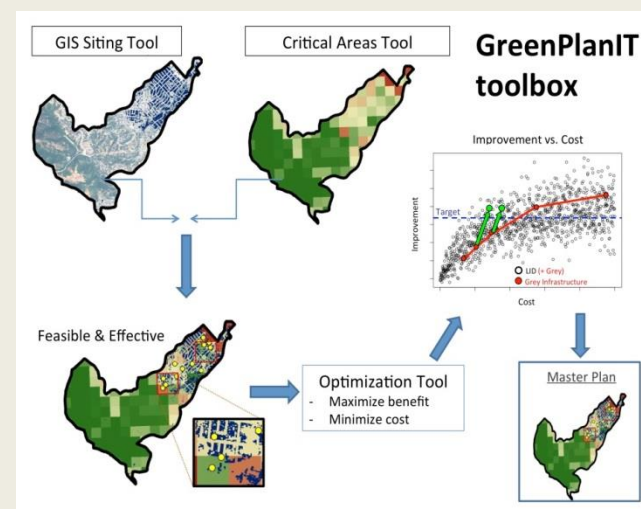 GIS Siting Tool
Critical Areas Tool
GreenPlanIT
toolbox
Improvement vs. Cost
Target
Improvement
LID (+ Grey)
Grey Infrastructure
Cost
Feasible & Effective
Optimization Tool
- Maximize benefit
- Minimize cost
Master Plan